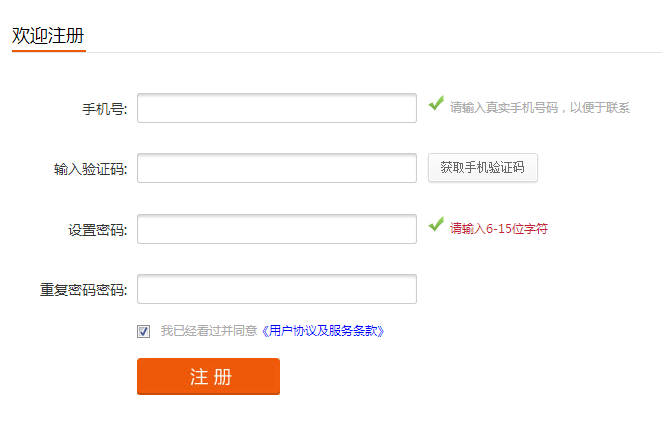 欢迎注册
手机号: 请输入真实手机号码，以便于联系
输入验证码: 获取手机验证码
设置密码: 请输入6-15位字符
重复密码密码:
我已经看过并同意《用户协议及服务条款》
注 册